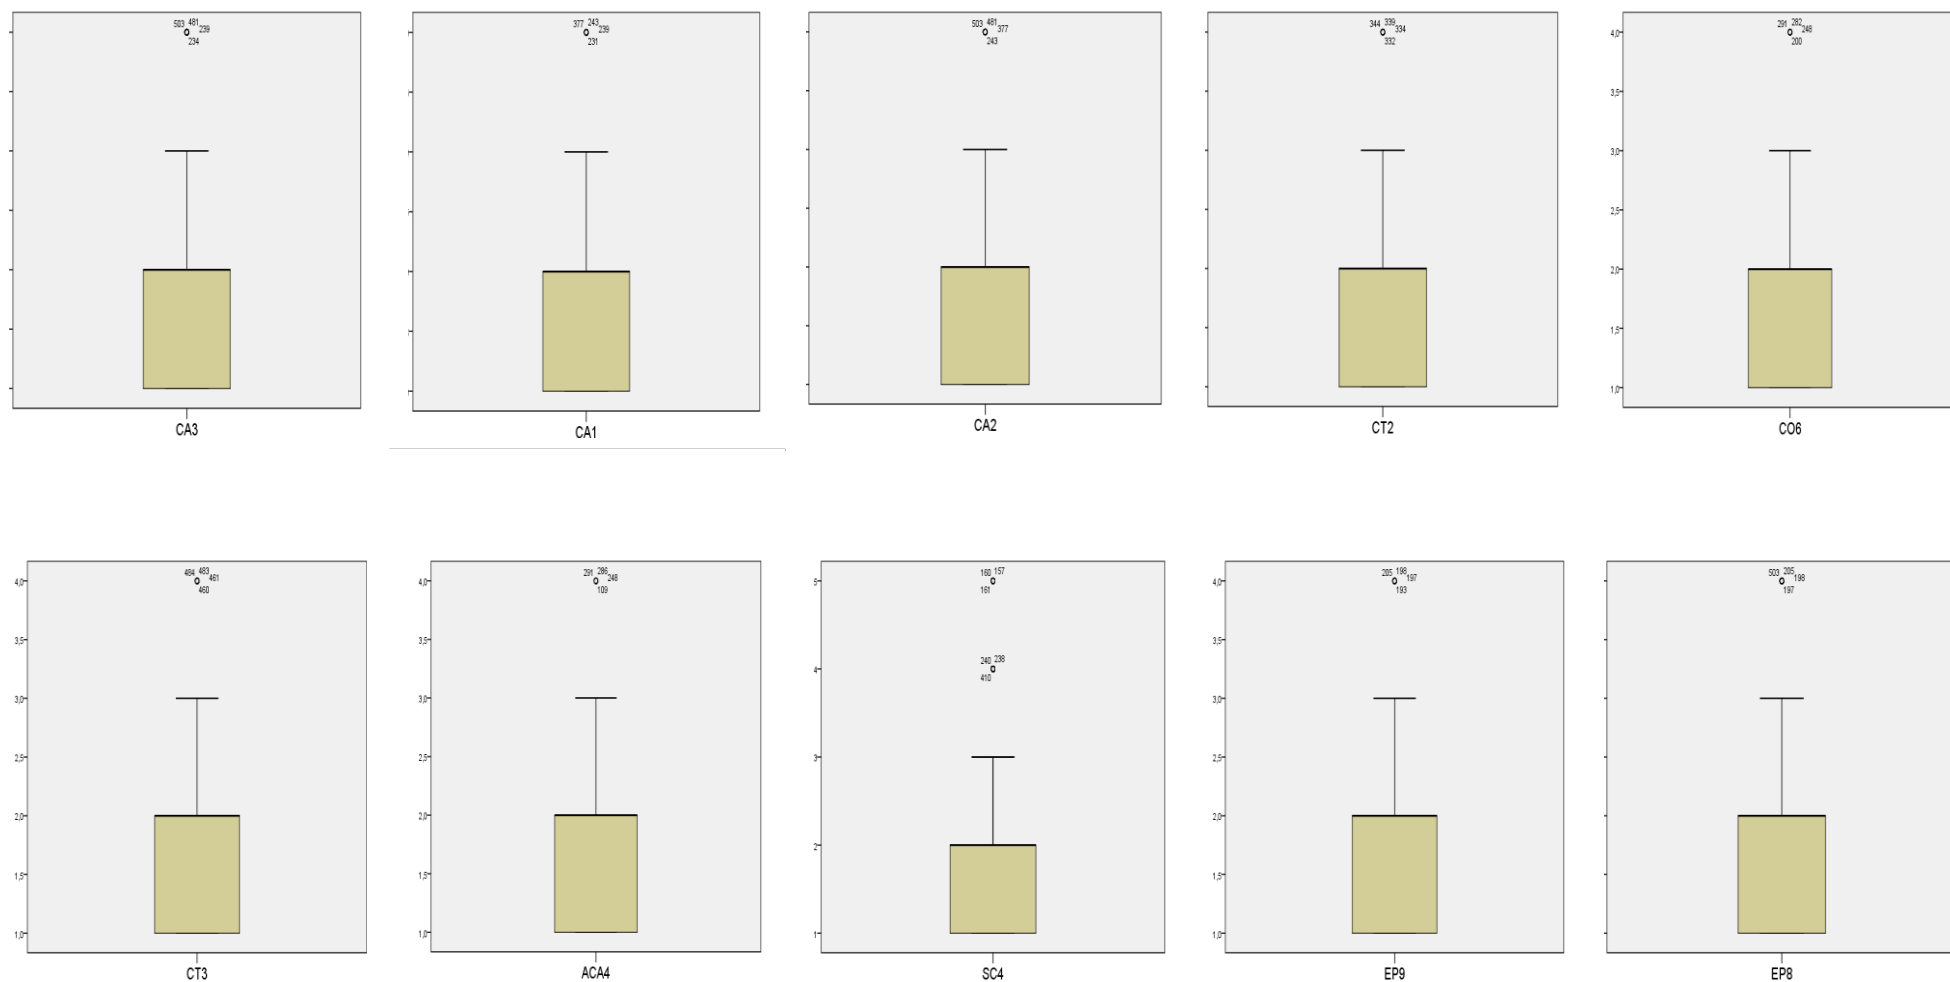 503 481 239
234
CA3
377 243 239
231
CA1
503 481 377
243
CA2
344 339 334
332
CT2
291 282 248
200
4,0
3,5
3,0
2,5
2,0
1,5
1,0
CO6
484 483 461
460
4,0
3,5
3,0
2,5
2,0
1,5
1,0
CT3
291 286 248
109
4,0
3,5
3,0
2,5
2,0
1,5
1,0
ACA4
160 157
161
5
240 238
410
4
3
2
1
SC4
205 198 197
193
4,0
3,5
3,0
2,5
2,0
1,5
1,0
EP9
503 205 198
197
EP8